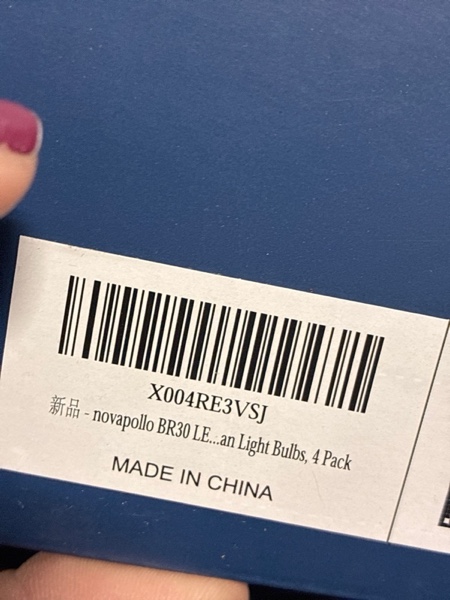 X004RE3VSJ
新品 - novapollo BR30 LE...an Light Bulbs, 4 Pack
MADE IN CHINA